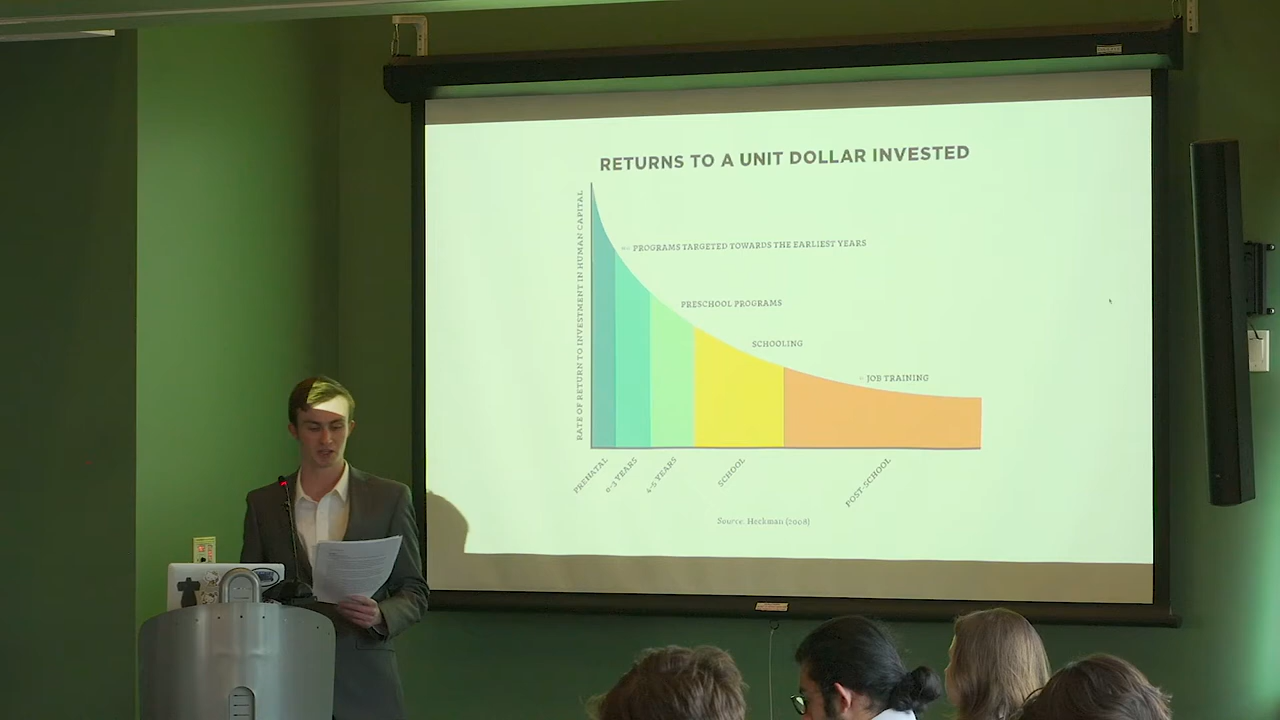 RETURNS TO A UNIT DOLLAR INVESTED
RATE OF RETURN TO INVESTMENT IN HUMAN CAPITAL
PROGRAMS TARGETED TOWARDS THE EARLIEST YEARS
PRESCHOOL PROGRAMS
SCHOOLING
JOB TRAINING
PRENATAL
0-3 YEARS
4-5 YEARS
SCHOOL
POST-SCHOOL
Source: Heckman (2008)